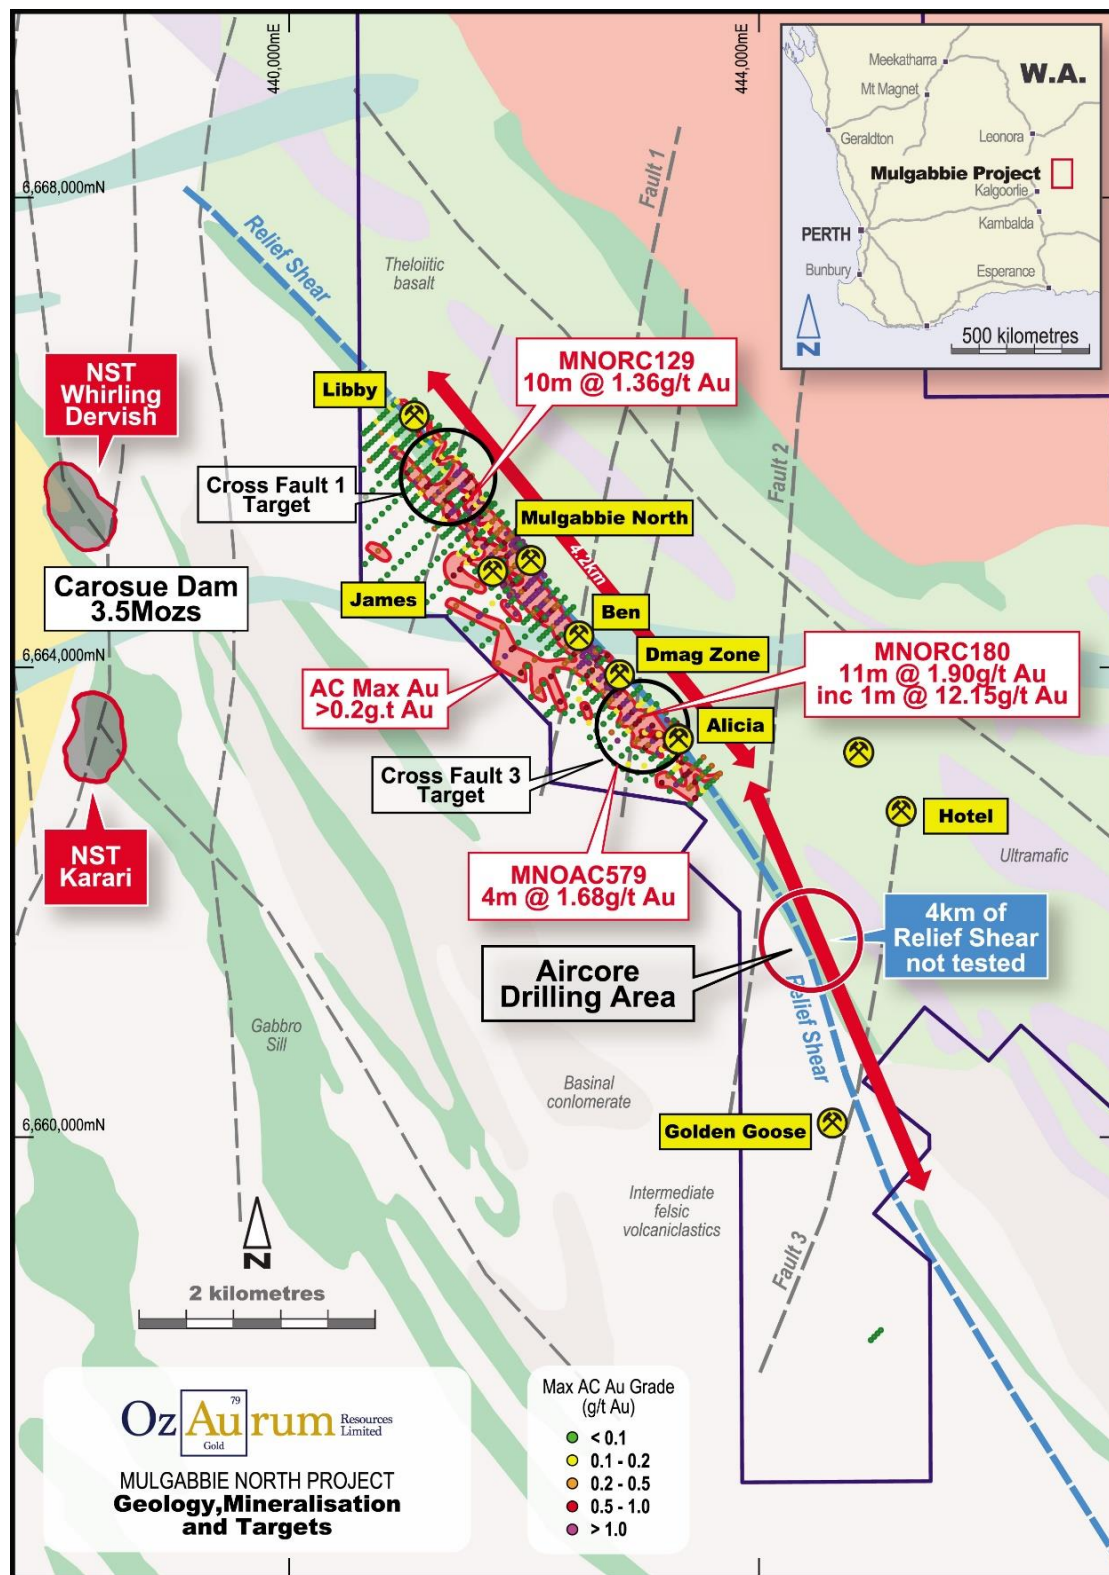 440,000mE
444,000mE
W.A.
Meekatharra
Mt Magnet
Geraldton
Leonora
Mulgabbie Project
Kalgoorlie
Kambalda
PERTH
Bunbury
Esperance
N
500 kilometres
6,668,000mN
Relief Shear
Theloiitic
basalt
Fault 1
Fault 2
NST
Whirling
Dervish
Libby
MNORC129
10m @ 1.36g/t Au
Cross Fault 1
Target
Mulgabbie North
4.2km
Carosue Dam
3.5Mozs
James
Ben
6,664,000mN
Dmag Zone
AC Max Au
>0.2g.t Au
MNORC180
11m @ 1.90g/t Au
inc 1m @ 12.15g/t Au
Alicia
Cross Fault 3
Target
Hotel
NST
Karari
MNOAC579
4m @ 1.68g/t Au
Ultramafic
4km of
Relief Shear
not tested
Aircore
Drilling Area
Relief Shear
Gabbro
Sill
Basinal
conlomerate
6,660,000mN
Golden Goose
Intermediate
felsic
volcaniclastics
Fault 3
N
2 kilometres
Oz Au rum Resources Limited
79
Gold
MULGABBIE NORTH PROJECT
Geology,Mineralisation
and Targets
Max AC Au Grade
(g/t Au)
< 0.1
0.1 - 0.2
0.2 - 0.5
0.5 - 1.0
> 1.0